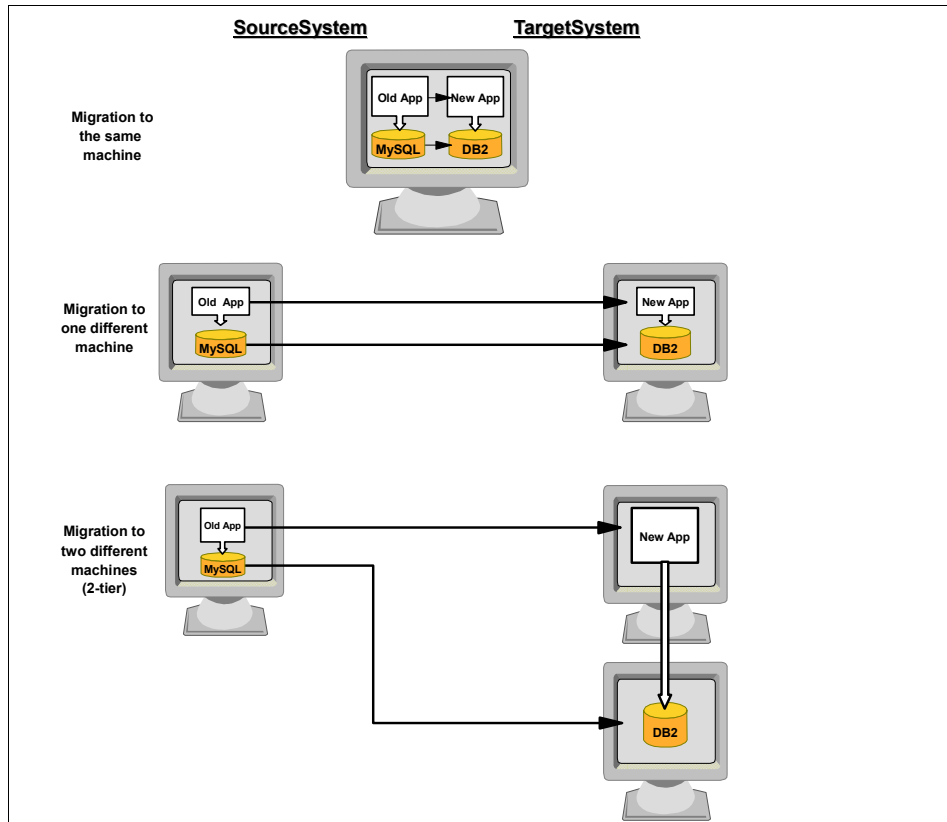 SourceSystem
TargetSystem
Migration to
the same
machine
Old App
New App
MySQL
DB2
Migration to
one different
machine
Old App
MySQL
New App
DB2
Migration to
two different
machines
(2-tier)
Old App
MySQL
New App
DB2